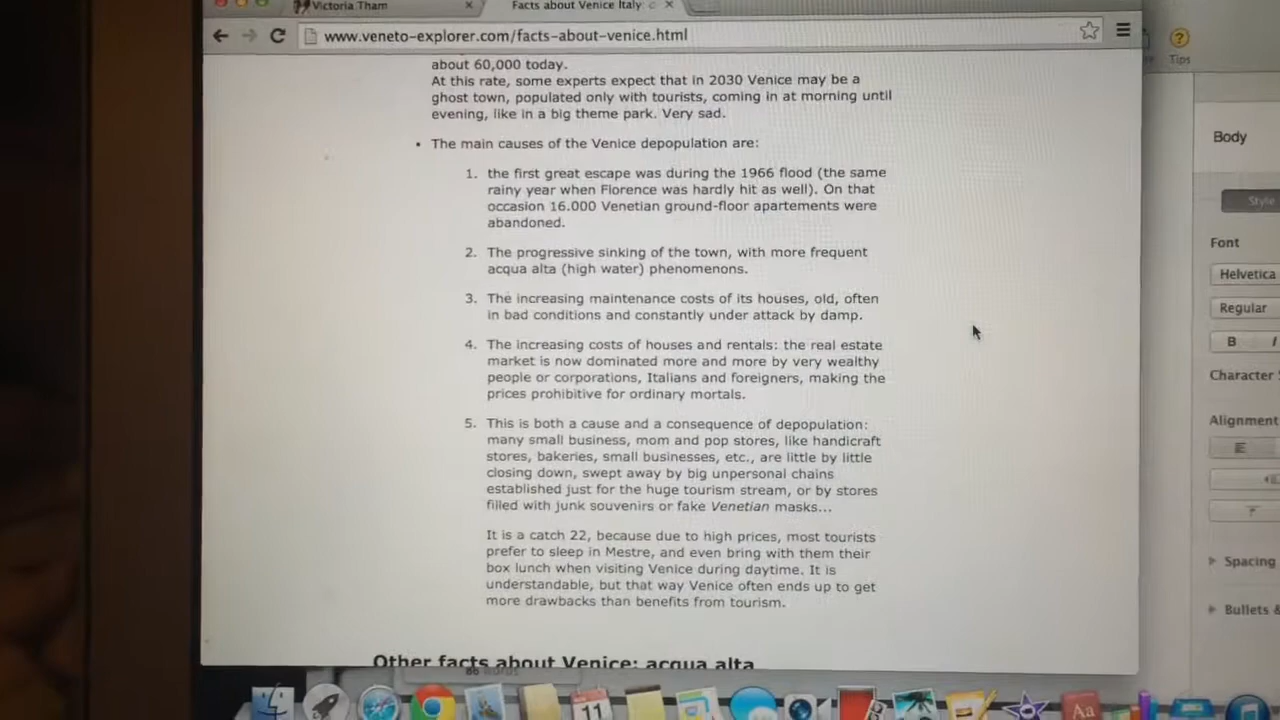 Victoria Tham
Facts about Venice Italy
www.veneto-explorer.com/facts-about-venice.html
Tips
about 60,000 today.
At this rate, some experts expect that in 2030 Venice may be a
ghost town, populated only with tourists, coming in at morning until
evening, like in a big theme park. Very sad.
• The main causes of the Venice depopulation are:
1. the first great escape was during the 1966 flood (the same
rainy year when Florence was hardly hit as well). On that
occasion 16.000 Venetian ground-floor apartements were
abandoned.
2. The progressive sinking of the town, with more frequent
acqua alta (high water) phenomenons.
3. The increasing maintenance costs of its houses, old, often
in bad conditions and constantly under attack by damp.
4. The increasing costs of houses and rentals: the real estate
market is now dominated more and more by very wealthy
people or corporations, Italians and foreigners, making the
prices prohibitive for ordinary mortals.
5. This is both a cause and a consequence of depopulation:
many small business, mom and pop stores, like handicraft
stores, bakeries, small businesses, etc., are little by little
closing down, swept away by big unpersonal chains
established just for the huge tourism stream, or by stores
filled with junk souvenirs or fake Venetian masks...
It is a catch 22, because due to high prices, most tourists
prefer to sleep in Mestre, and even bring with them their
box lunch when visiting Venice during daytime. It is
understandable, but that way Venice often ends up to get
more drawbacks than benefits from tourism.
Other facts about Venice: acqua alta
Body
Style
Font
Helvetica
Regular
B I
Character
Alignment
Spacing
Bullets &
11
Aa